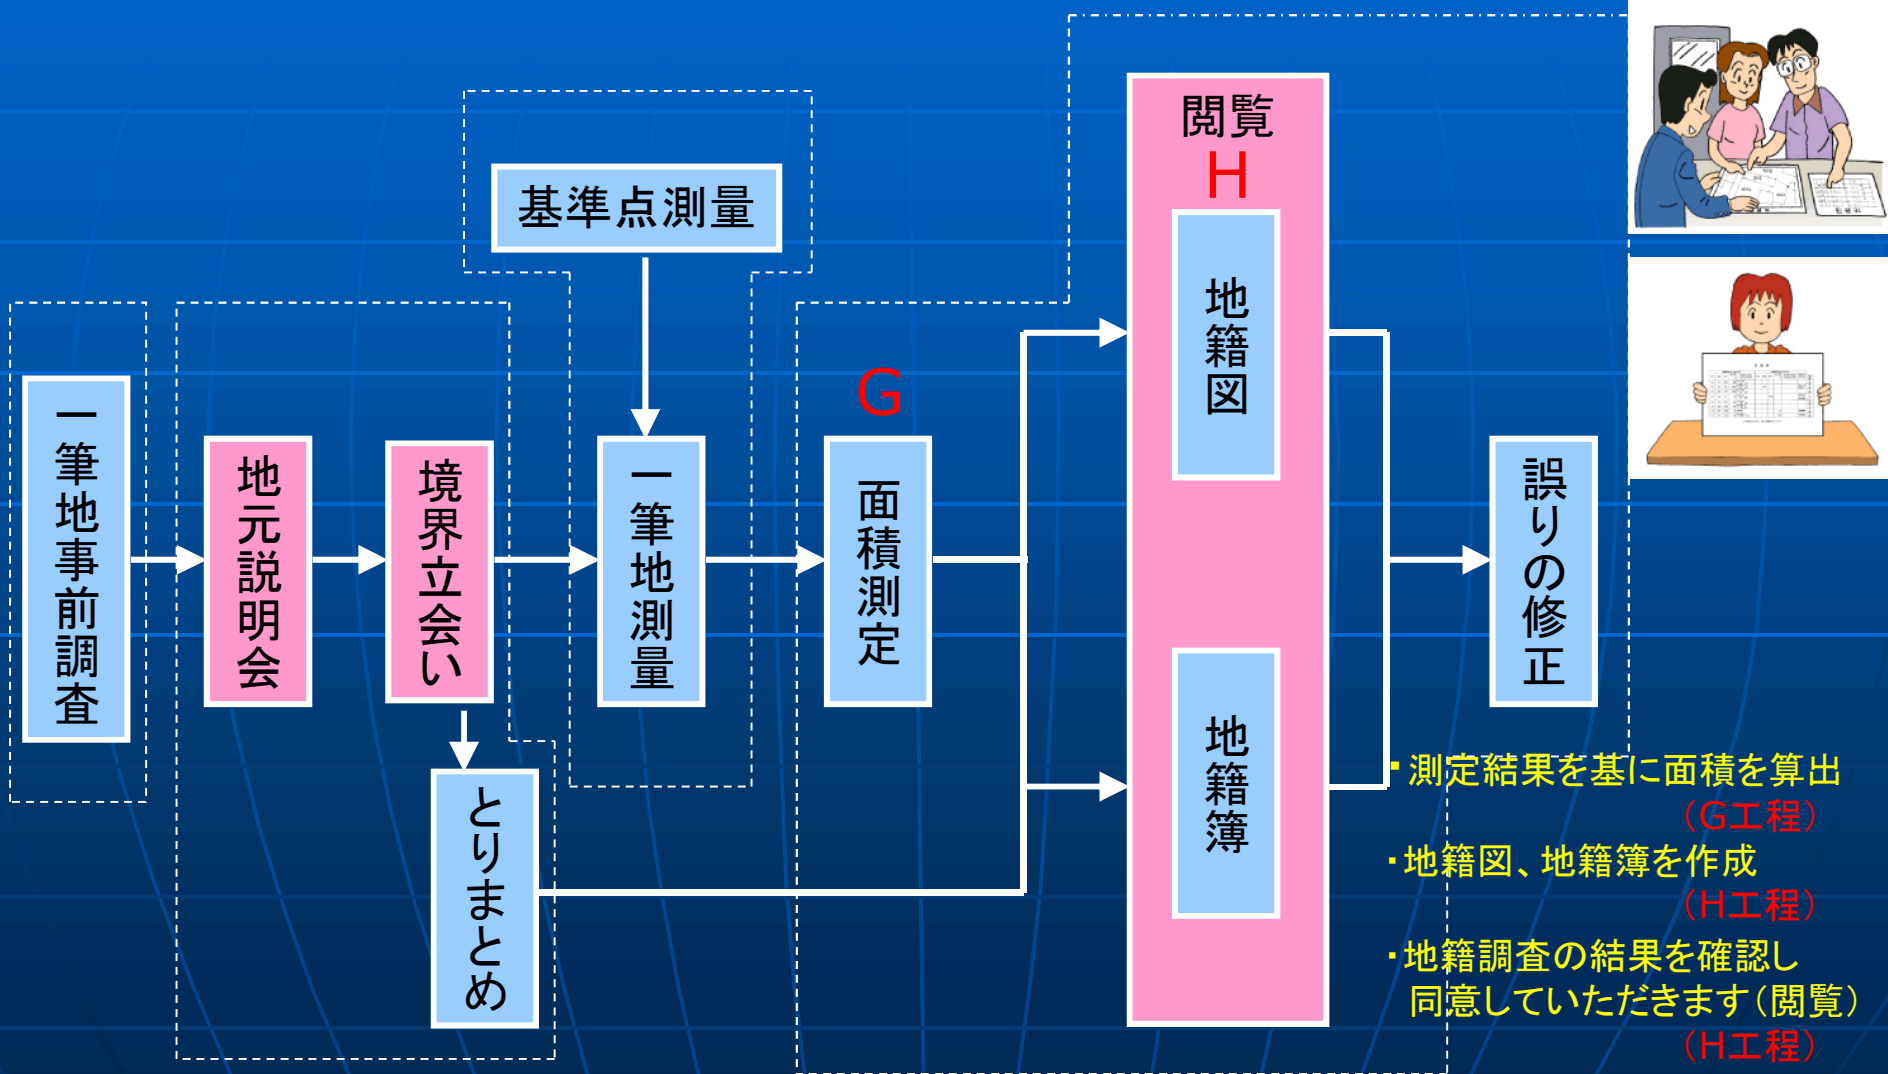 閲覧
H
基準点測量
地籍図
G
一筆地事前調査
地元説明会
境界立会い
一筆地測量
面積測定
誤りの修正
地籍簿
とりまとめ
・測定結果を基に面積を算出
（G工程）
・地籍図、地籍簿を作成
（H工程）
・地籍調査の結果を確認し
同意していただきます（閲覧）
（H工程）